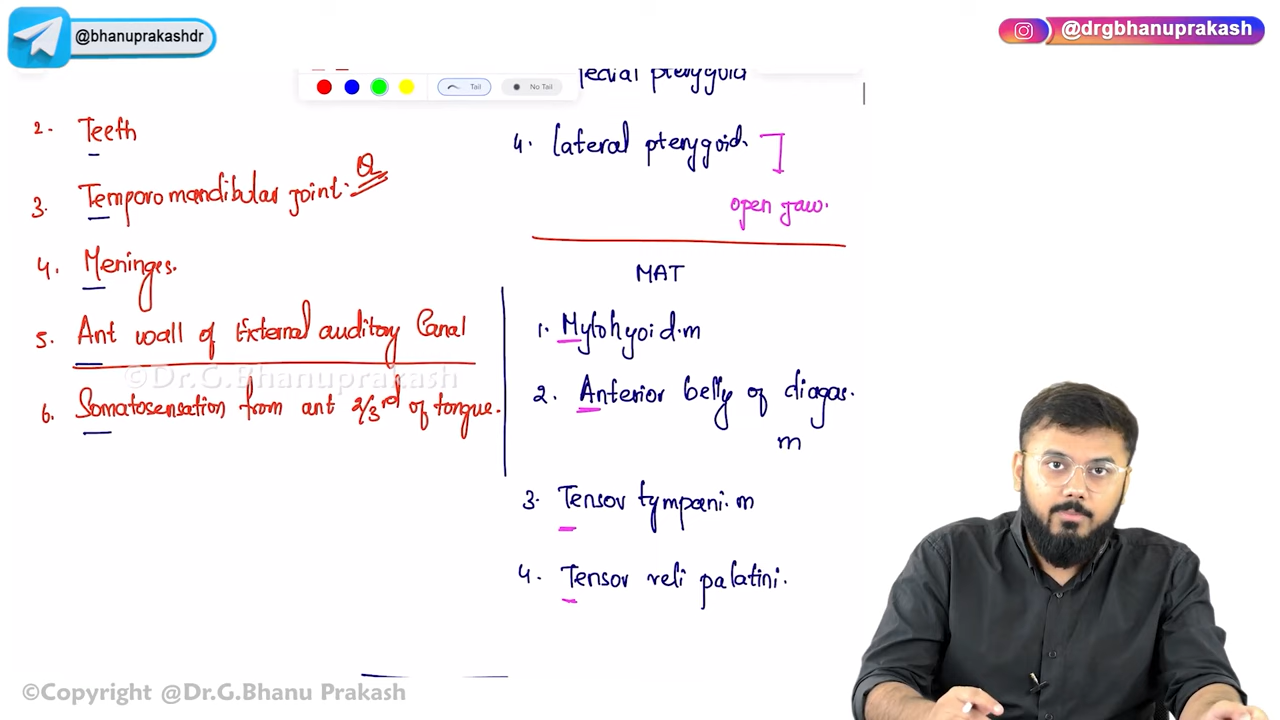 @bhanuprakashdr
@drgbhanuprakash
Tail
No Tail
2. Teeth
3. Temporomandibular joint. Q
4. Meninges.
5. Ant wall of External auditory Canal
©Dr.G.Bhanuprakash
6. Somatosensation from ant 2/3rd of tongue.
pterygoid
4. lateral pterygoid.
open jaw.
MAT
1. Mylohyoid.m
2. Anterior belly of diagas.
m
3. Tensor tympani.m
4. Tensor veli palatini.
©Copyright @Dr.G.Bhanu Prakash